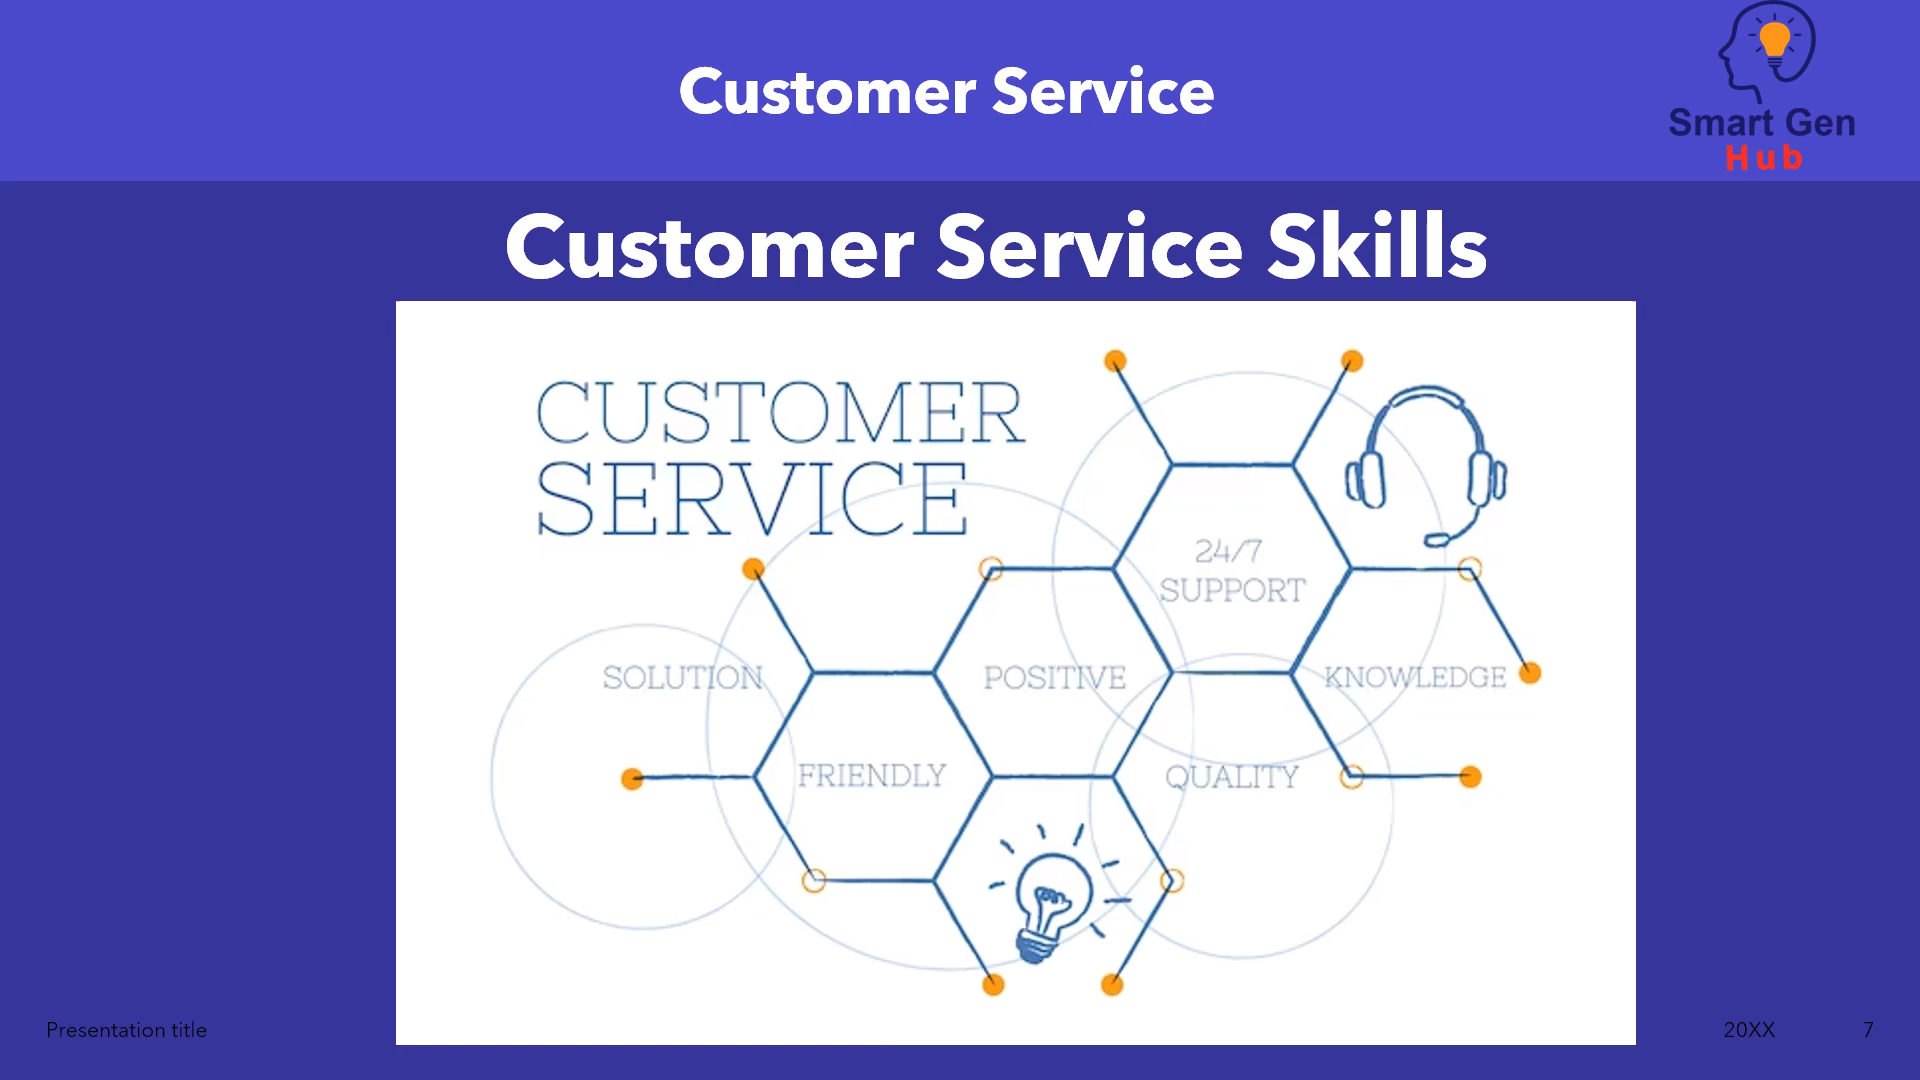 Customer Service
Smart Gen
Hub
Customer Service Skills
CUSTOMER
SERVICE
24/7
SUPPORT
SOLUTION
POSITIVE
KNOWLEDGE
FRIENDLY
QUALITY
Presentation title
20XX
7